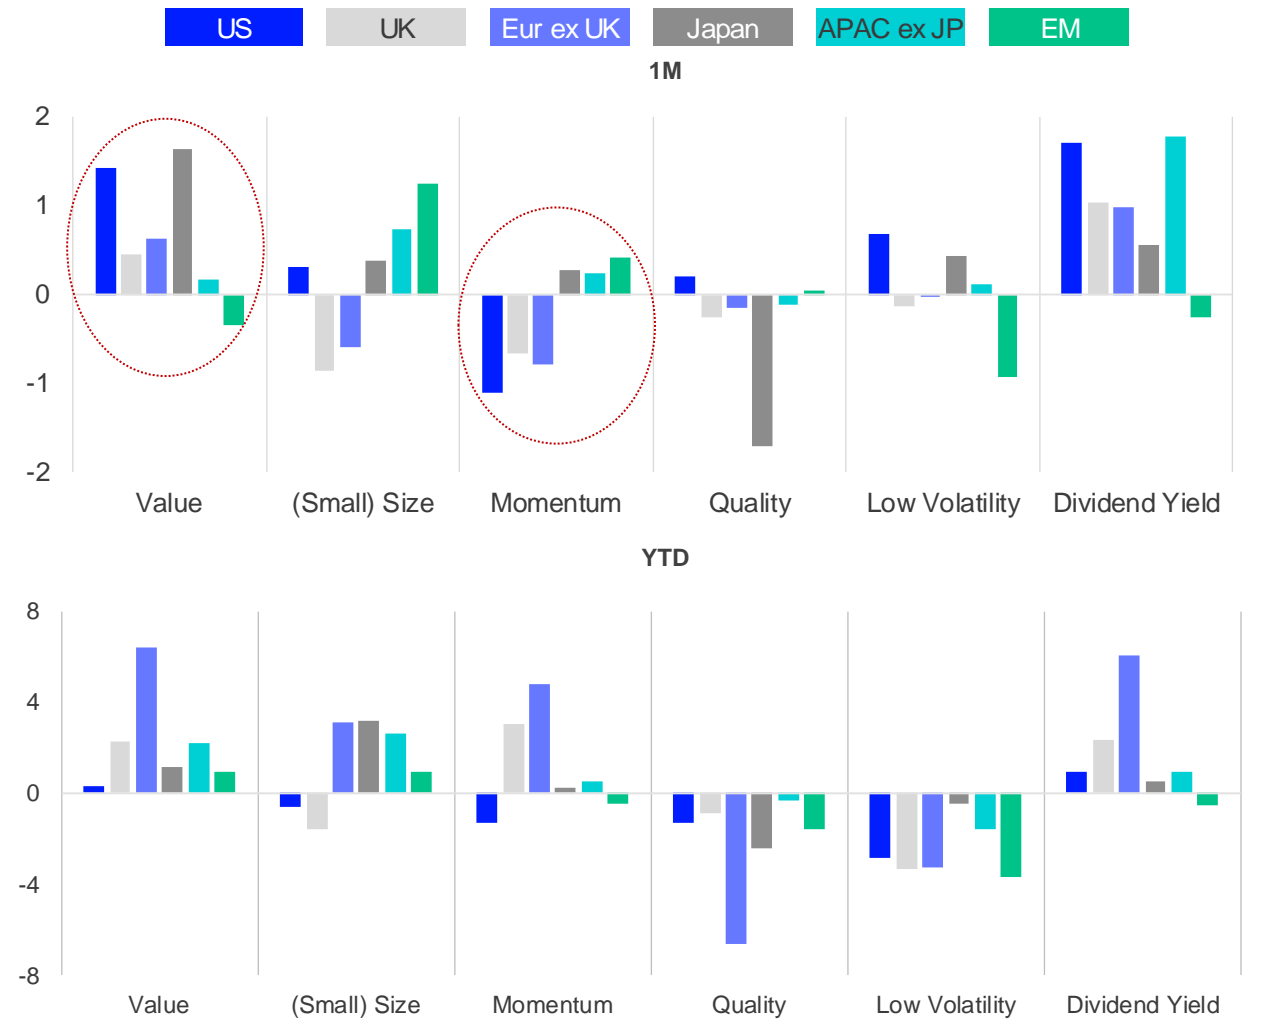 US UK Eur ex UK Japan APAC ex JP EM
1M
2
1
0
-1
-2
Value (Small) Size Momentum Quality Low Volatility Dividend Yield
YTD
8
4
0
-4
-8
Value (Small) Size Momentum Quality Low Volatility Dividend Yield